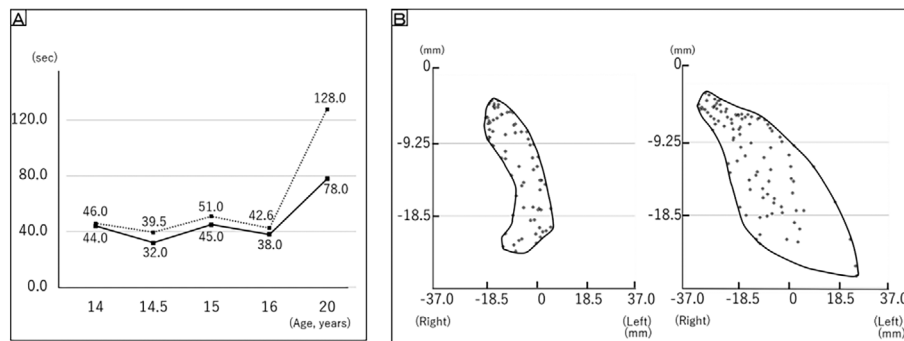 A
(sec)
120.0
80.0
40.0
0.0
128.0
78.0
46.0
44.0
39.5
32.0
51.0
45.0
42.6
38.0
14 14.5 15 16 20
(Age, years)
B
(mm)
0
-9.25
-18.5
-37.0 -18.5 0 18.5 37.0
(Right) (Left)
(mm)
(mm)
0
-9.25
-18.5
-37.0 -18.5 0 18.5 37.0
(Right) (Left)
(mm)